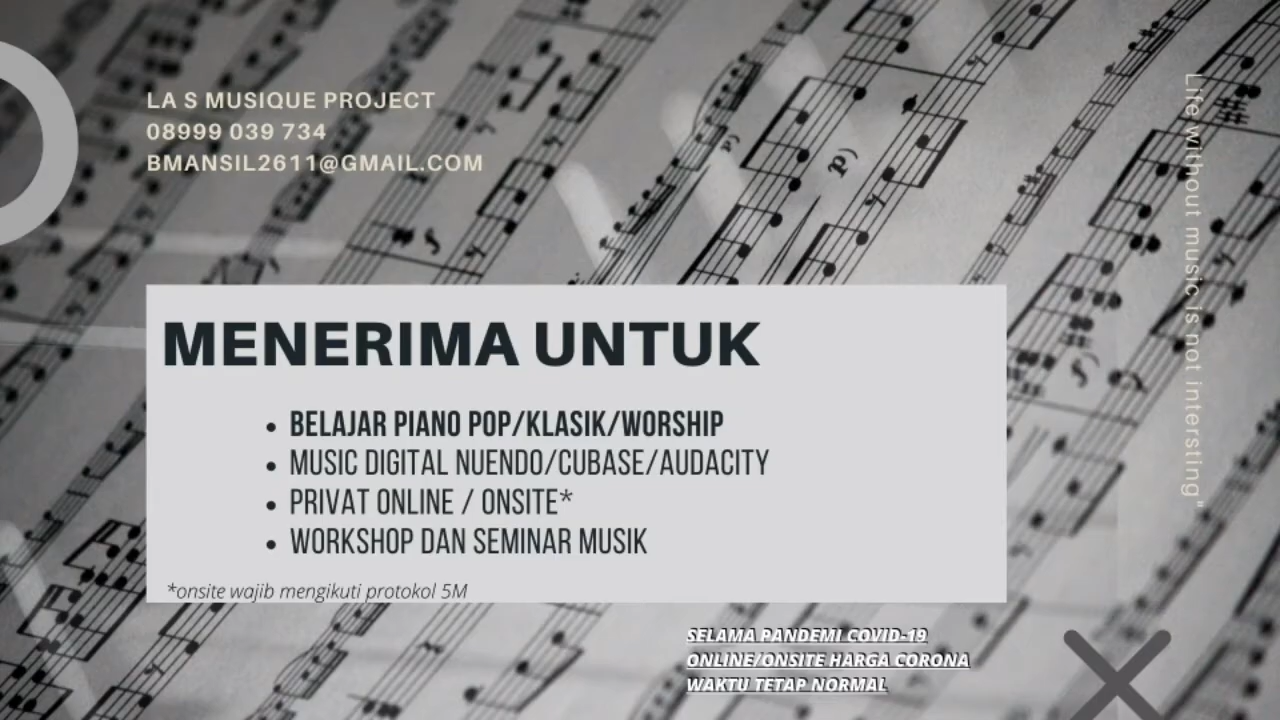 LA S MUSIQUE PROJECT
08999 039 734
BMANSIL2611@GMAIL.COM
Life without music is not intersting"
MENERIMA UNTUK
• BELAJAR PIANO POP/KLASIK/WORSHIP
• MUSIC DIGITAL NUENDO/CUBASE/AUDACITY
• PRIVAT ONLINE / ONSITE*
• WORKSHOP DAN SEMINAR MUSIK
*onsite wajib mengikuti protokol 5M
SELAMA PANDEMI COVID-19
ONLINE/ONSITE HARGA CORONA
WAKTU TETAP NORMAL